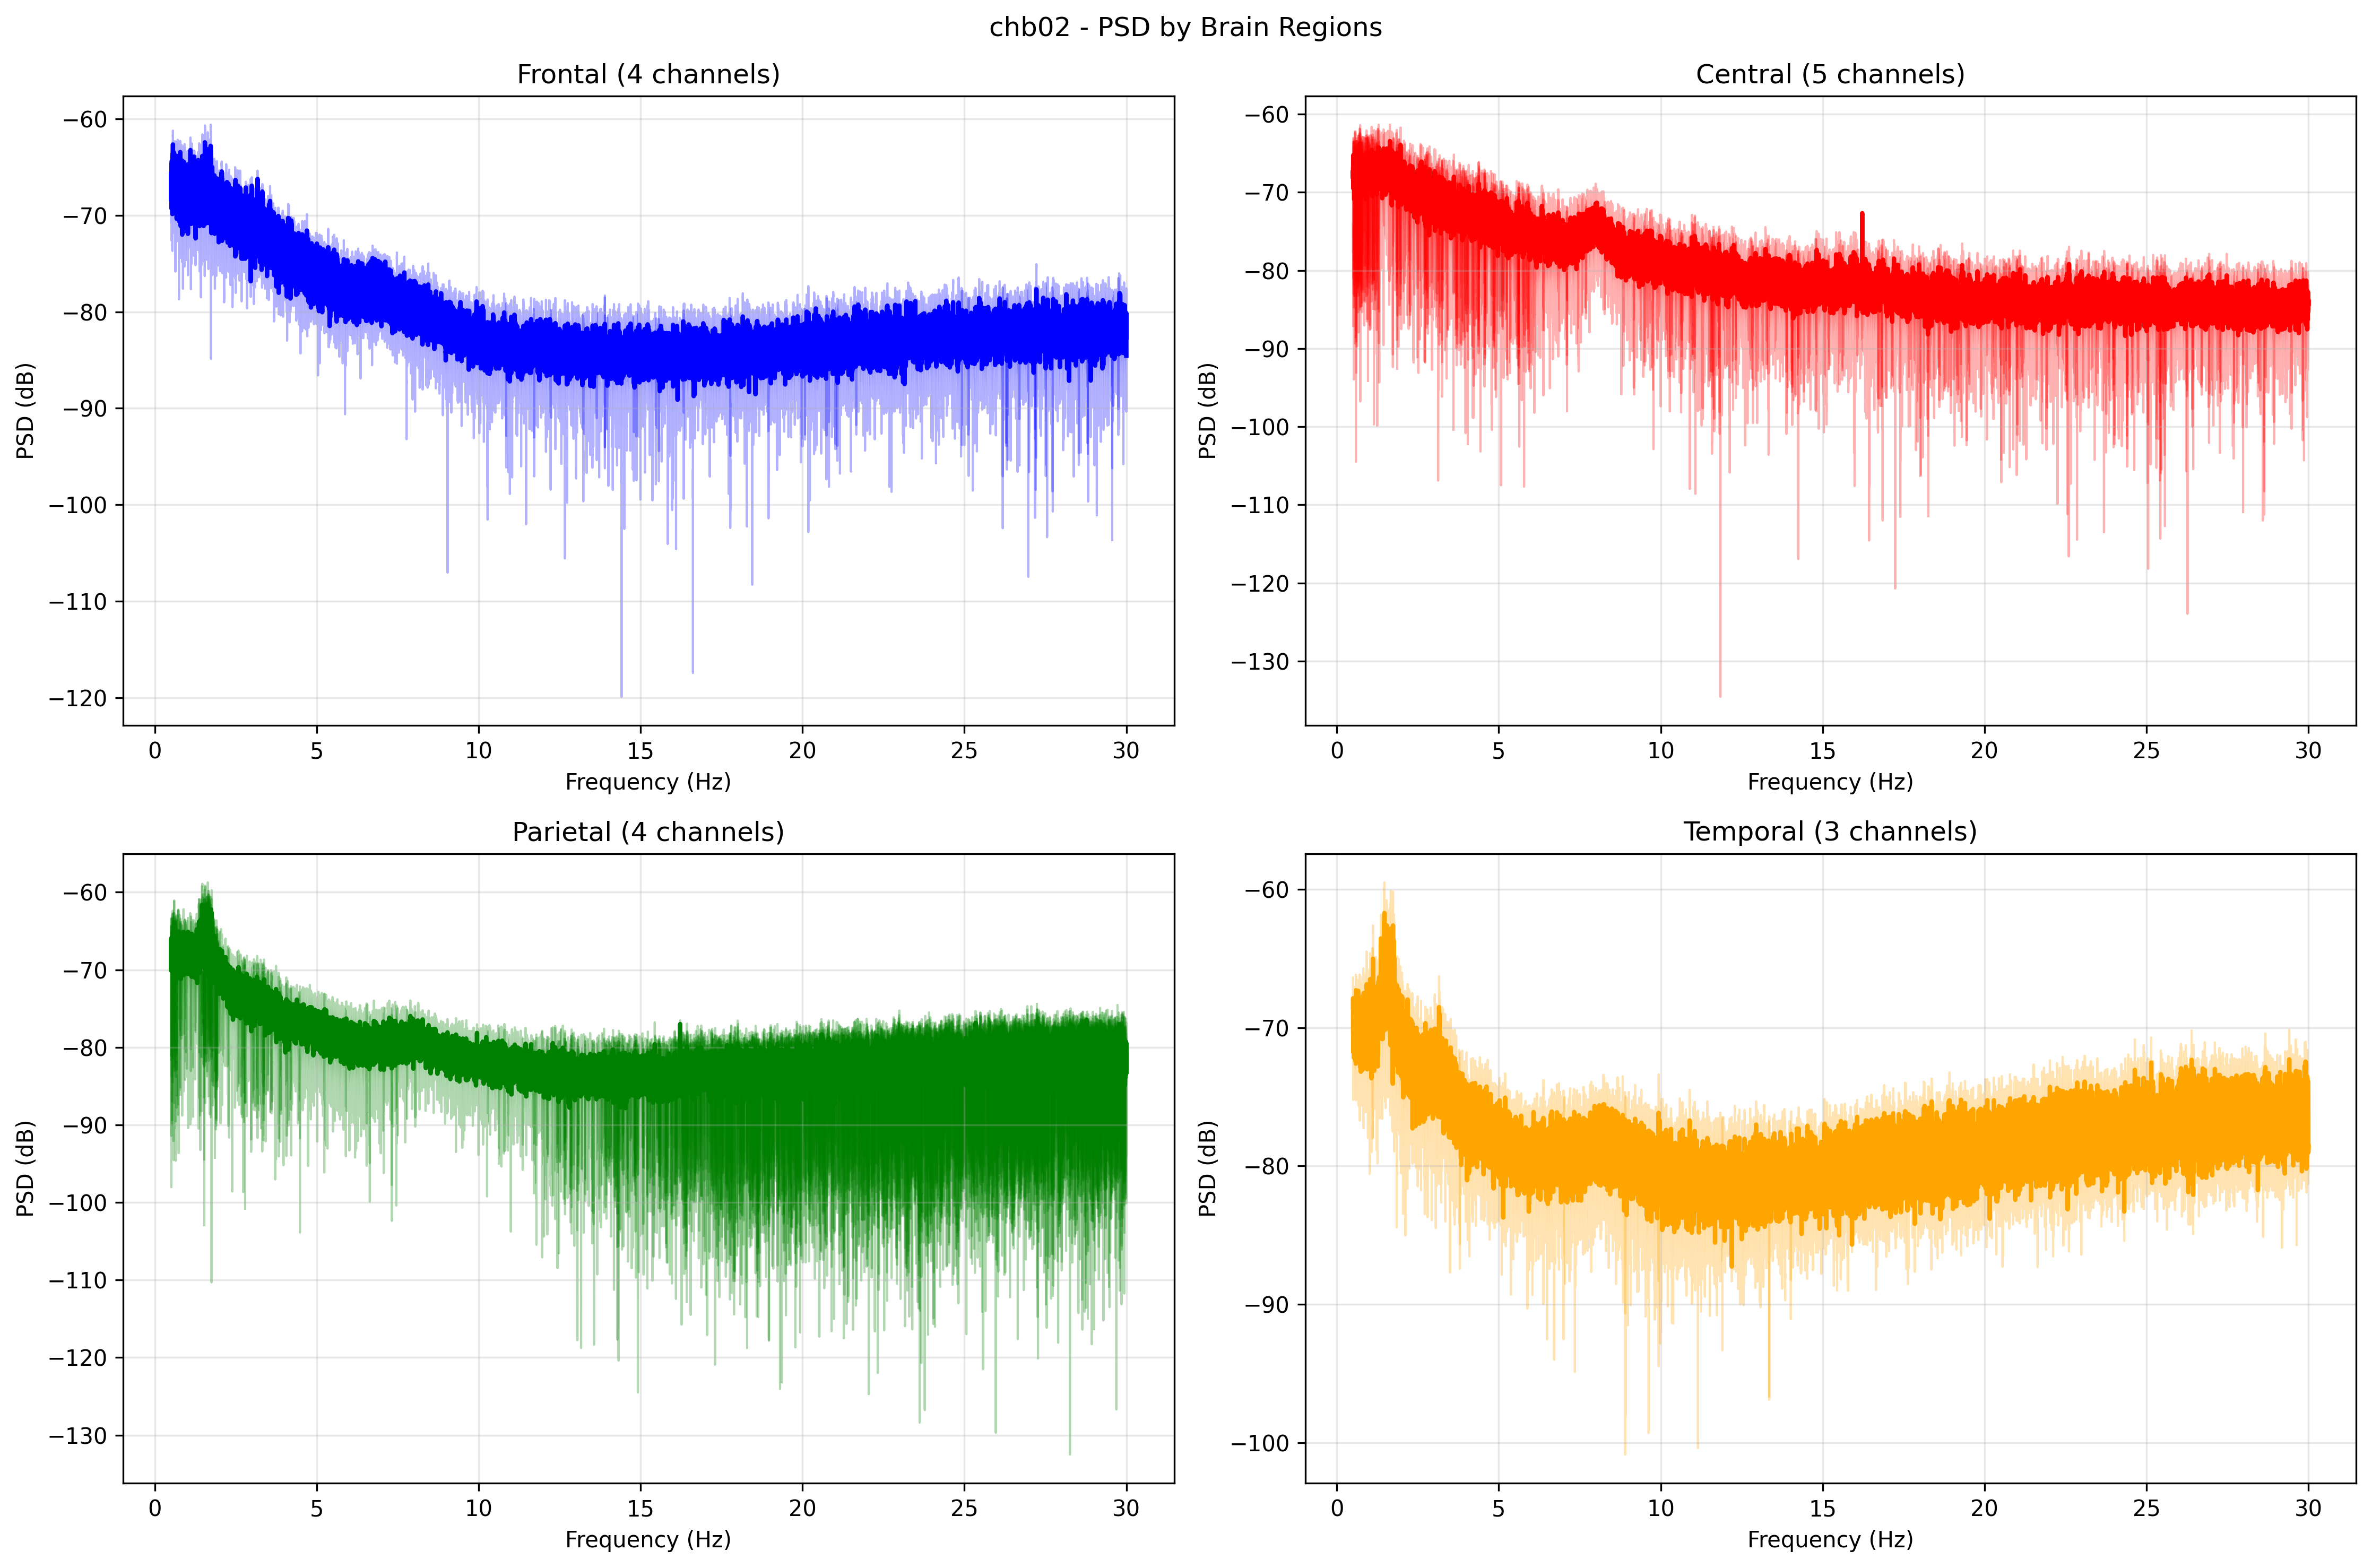 chb02 - PSD by Brain Regions
Frontal (4 channels)
−60
−70
−80
−90
−100
−110
−120
PSD (dB)
0 5 10 15 20 25 30
Frequency (Hz)
Central (5 channels)
−60
−70
−80
−90
−100
−110
−120
−130
PSD (dB)
0 5 10 15 20 25 30
Frequency (Hz)
Parietal (4 channels)
−60
−70
−80
−90
−100
−110
−120
−130
PSD (dB)
0 5 10 15 20 25 30
Frequency (Hz)
Temporal (3 channels)
−60
−70
−80
−90
−100
PSD (dB)
0 5 10 15 20 25 30
Frequency (Hz)